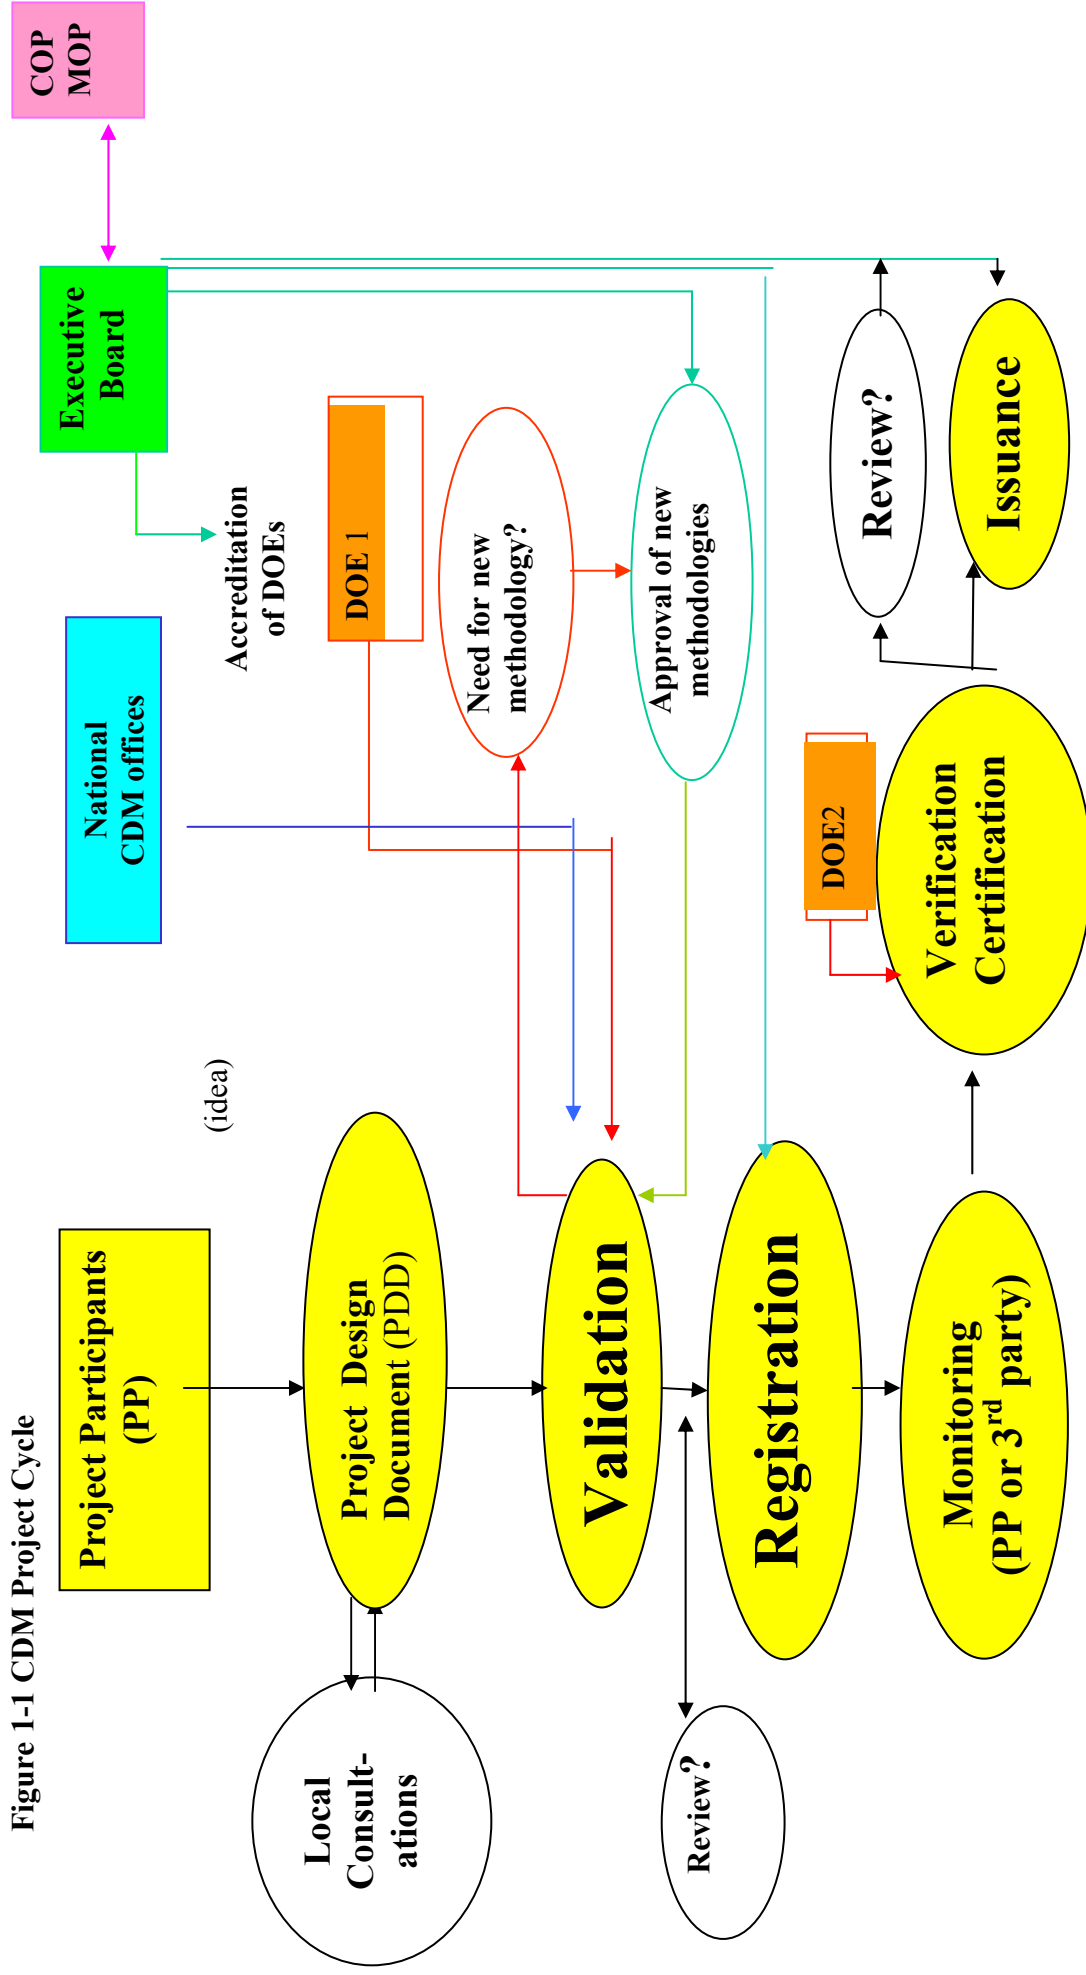 Figure 1-1 CDM Project Cycle
Project Participants
(PP)
National
CDM offices
Executive
Board
COP
MOP
(idea)
Accreditation
of DOEs
Local
Consult-
ations
Project Design
Document (PDD)
DOE 1
Need for new
methodology?
Validation
Approval of new
methodologies
Review?
Registration
DOE2
Review?
Monitoring
(PP or 3rd party)
Verification
Certification
Issuance